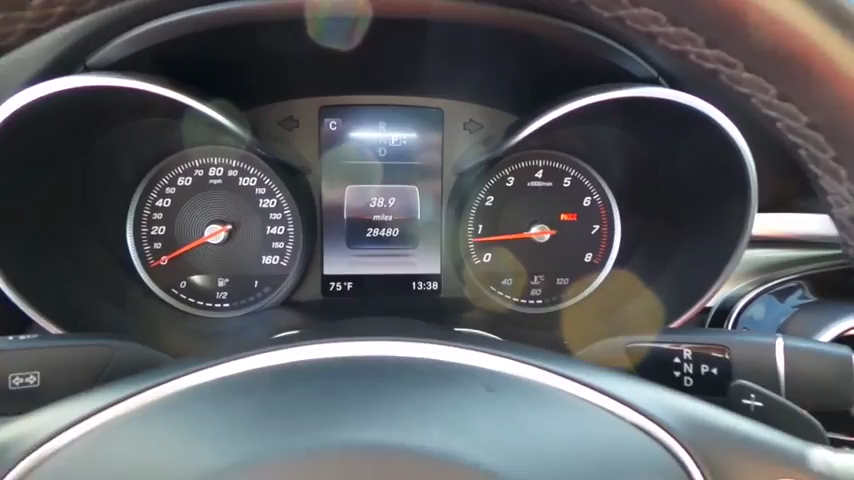 C
R
N P
D
80
70 90
60 100
mph
50 110
40 120
30 130
20 140
10 150
0 160
0 1/2 1
38.9
miles
28480
75°F 13:38
4
3 5
x1000/min
2 6
PARK
1 7
0 8
40 °C 120
80
R
N P
D
+